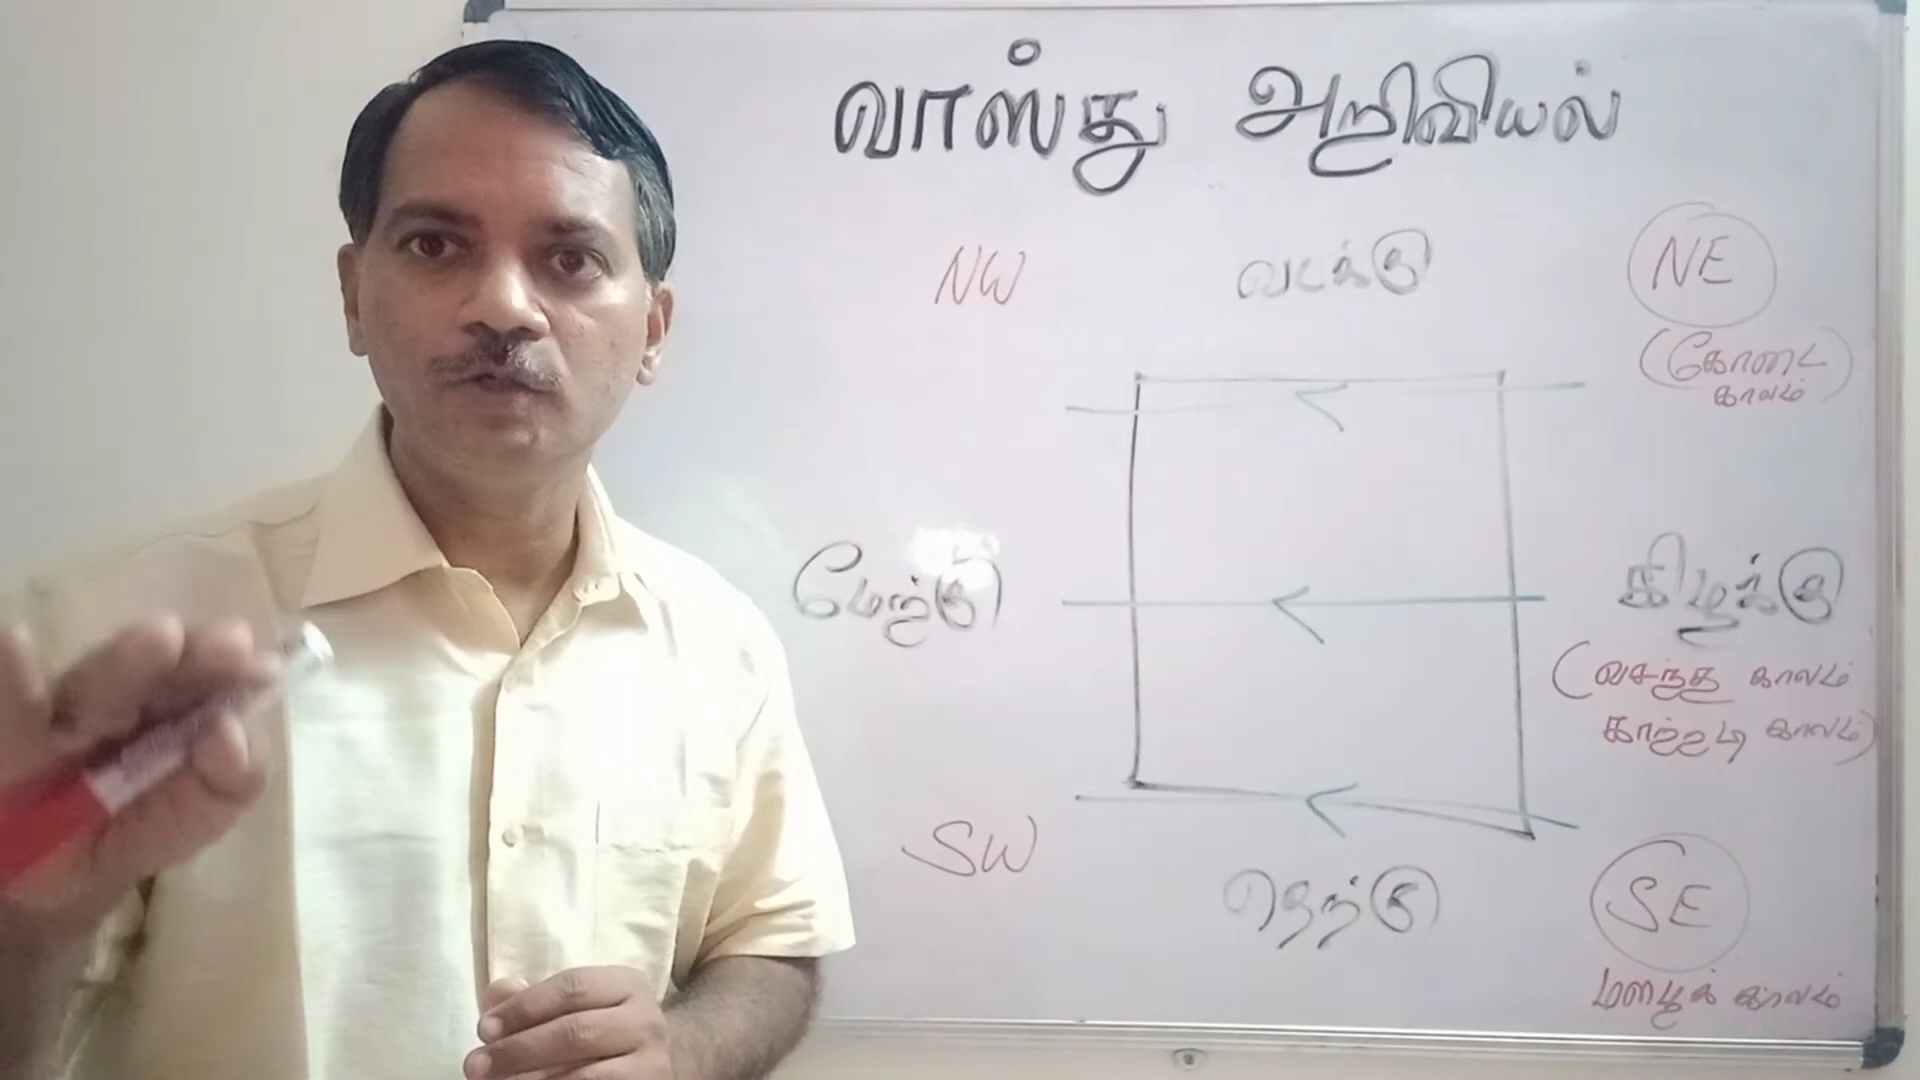 வாஸ்து அறிவியல்
NW வடக்கு NE
(கோடை
காலம்)
மேற்கு கிழக்கு
(வசந்த காலம்
காற்றடி காலம்)
SW தெற்கு SE
மழைக் காலம்